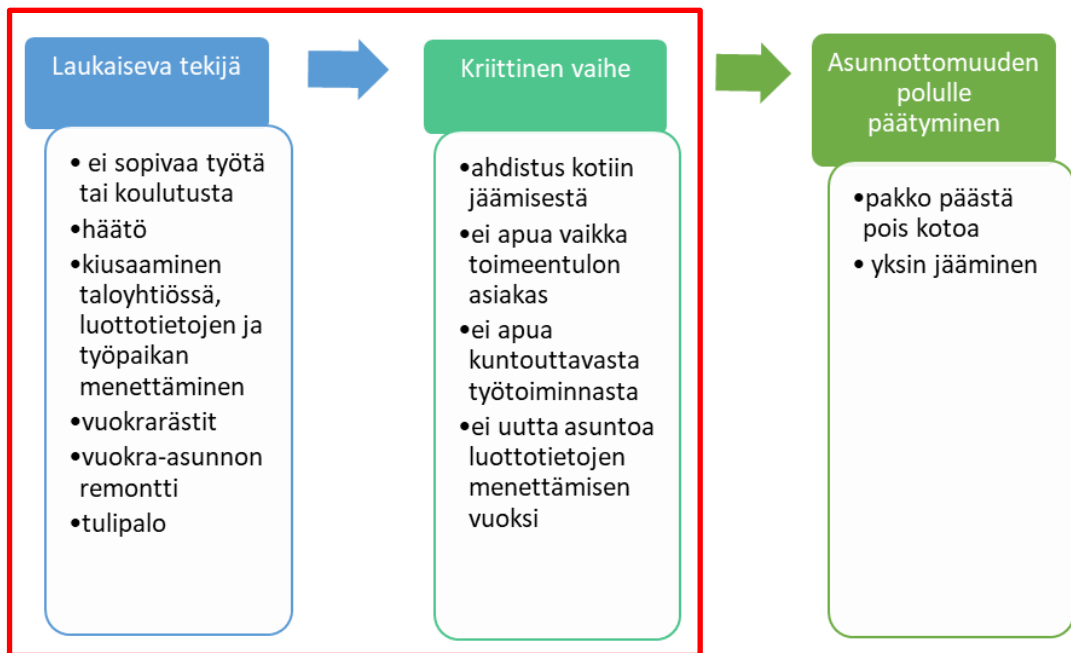 Laukaiseva tekijä
• ei sopivaa työtä
tai koulutusta
•häätö
•kiusaaminen
taloyhtiössä,
luottotietojen ja
työpaikan
menettäminen
•vuokrarästit
•vuokra-asunnon
remontti
•tulipalo
Kriittinen vaihe
•ahdistus kotiin
jäämisestä
•ei apua vaikka
toimeentulon
asiakas
•ei apua
kuntouttavasta
työtoiminnasta
•ei uutta asuntoa
luottotietojen
menettämisen
vuoksi
Asunnottomuuden
polulle
päätyminen
•pakko päästä
pois kotoa
• yksin jääminen